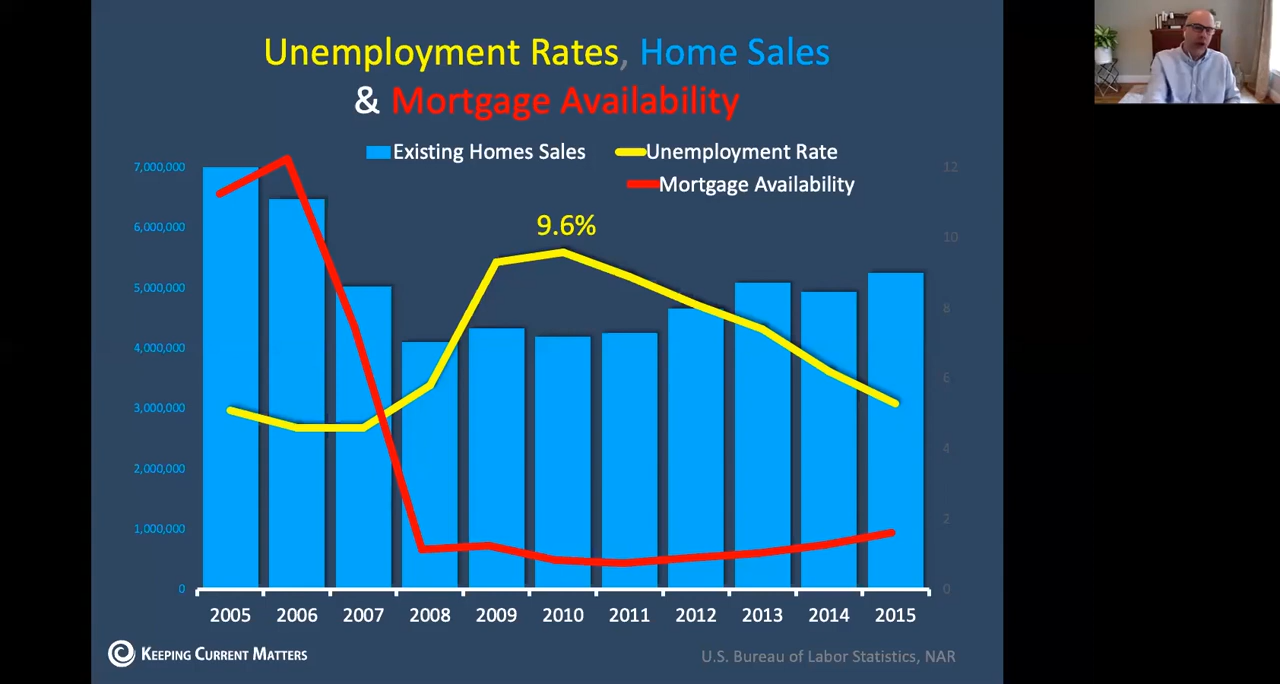 Unemployment Rates, Home Sales
& Mortgage Availability
Existing Homes Sales
Unemployment Rate
Mortgage Availability
9.6%
7,000,000
6,000,000
5,000,000
4,000,000
3,000,000
2,000,000
1,000,000
0
12
10
8
6
4
2
0
2005 2006 2007 2008 2009 2010 2011 2012 2013 2014 2015
KEEPING CURRENT MATTERS
U.S. Bureau of Labor Statistics, NAR